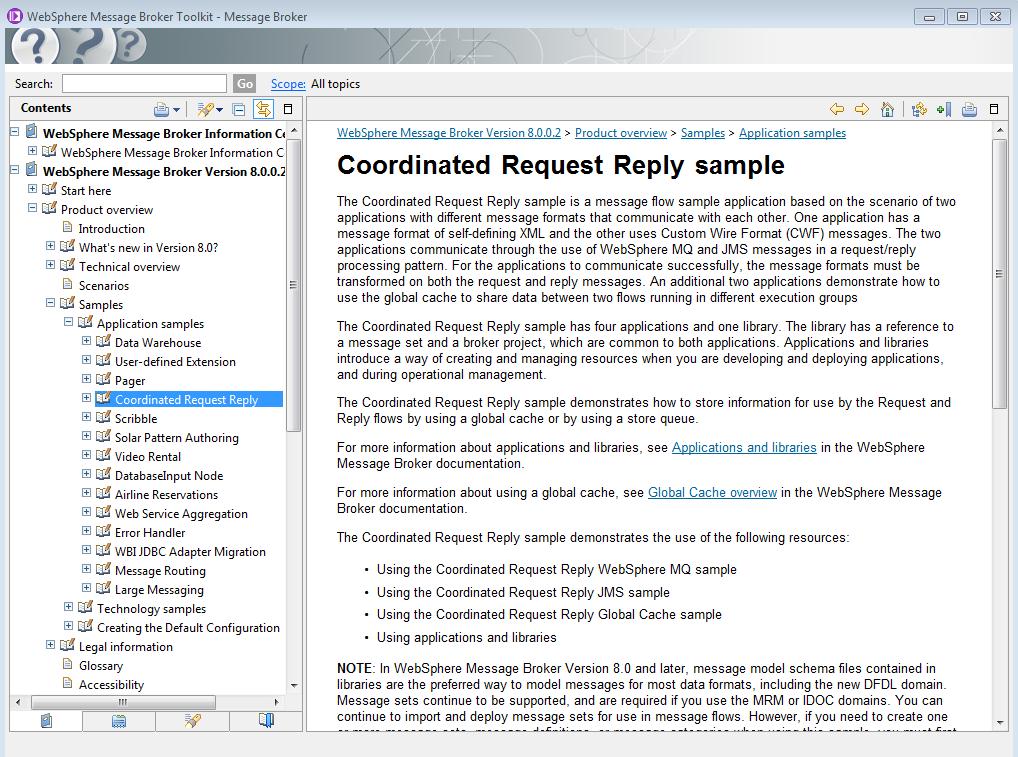 WebSphere Message Broker Toolkit - Message Broker
Search:
Go
Scope: All topics
Contents
WebSphere Message Broker Information Ce
WebSphere Message Broker Information C
WebSphere Message Broker Version 8.0.0.2
Start here
Product overview
Introduction
What's new in Version 8.0?
Technical overview
Scenarios
Samples
Application samples
Data Warehouse
User-defined Extension
Pager
Coordinated Request Reply
Scribble
Solar Pattern Authoring
Video Rental
DatabaseInput Node
Airline Reservations
Web Service Aggregation
Error Handler
WBI JDBC Adapter Migration
Message Routing
Large Messaging
Technology samples
Creating the Default Configuration
Legal information
Glossary
Accessibility
WebSphere Message Broker Version 8.0.0.2 > Product overview > Samples > Application samples
Coordinated Request Reply sample
The Coordinated Request Reply sample is a message flow sample application based on the scenario of two
applications with different message formats that communicate with each other. One application has a
message format of self-defining XML and the other uses Custom Wire Format (CWF) messages. The two
applications communicate through the use of WebSphere MQ and JMS messages in a request/reply
processing pattern. For the applications to communicate successfully, the message formats must be
transformed on both the request and reply messages. An additional two applications demonstrate how to
use the global cache to share data between two flows running in different execution groups
The Coordinated Request Reply sample has four applications and one library. The library has a reference to
a message set and a broker project, which are common to both applications. Applications and libraries
introduce a way of creating and managing resources when you are developing and deploying applications,
and during operational management.
The Coordinated Request Reply sample demonstrates how to store information for use by the Request and
Reply flows by using a global cache or by using a store queue.
For more information about applications and libraries, see Applications and libraries in the WebSphere
Message Broker documentation.
For more information about using a global cache, see Global Cache overview in the WebSphere Message
Broker documentation.
The Coordinated Request Reply sample demonstrates the use of the following resources:
• Using the Coordinated Request Reply WebSphere MQ sample
• Using the Coordinated Request Reply JMS sample
• Using the Coordinated Request Reply Global Cache sample
• Using applications and libraries
NOTE: In WebSphere Message Broker Version 8.0 and later, message model schema files contained in
libraries are the preferred way to model messages for most data formats, including the new DFDL domain.
Message sets continue to be supported, and are required if you use the MRM or IDOC domains. You can
continue to import and deploy message sets for use in message flows. However, if you need to create one
or more message sets, message definitions, or message categories when using this sample, you must first